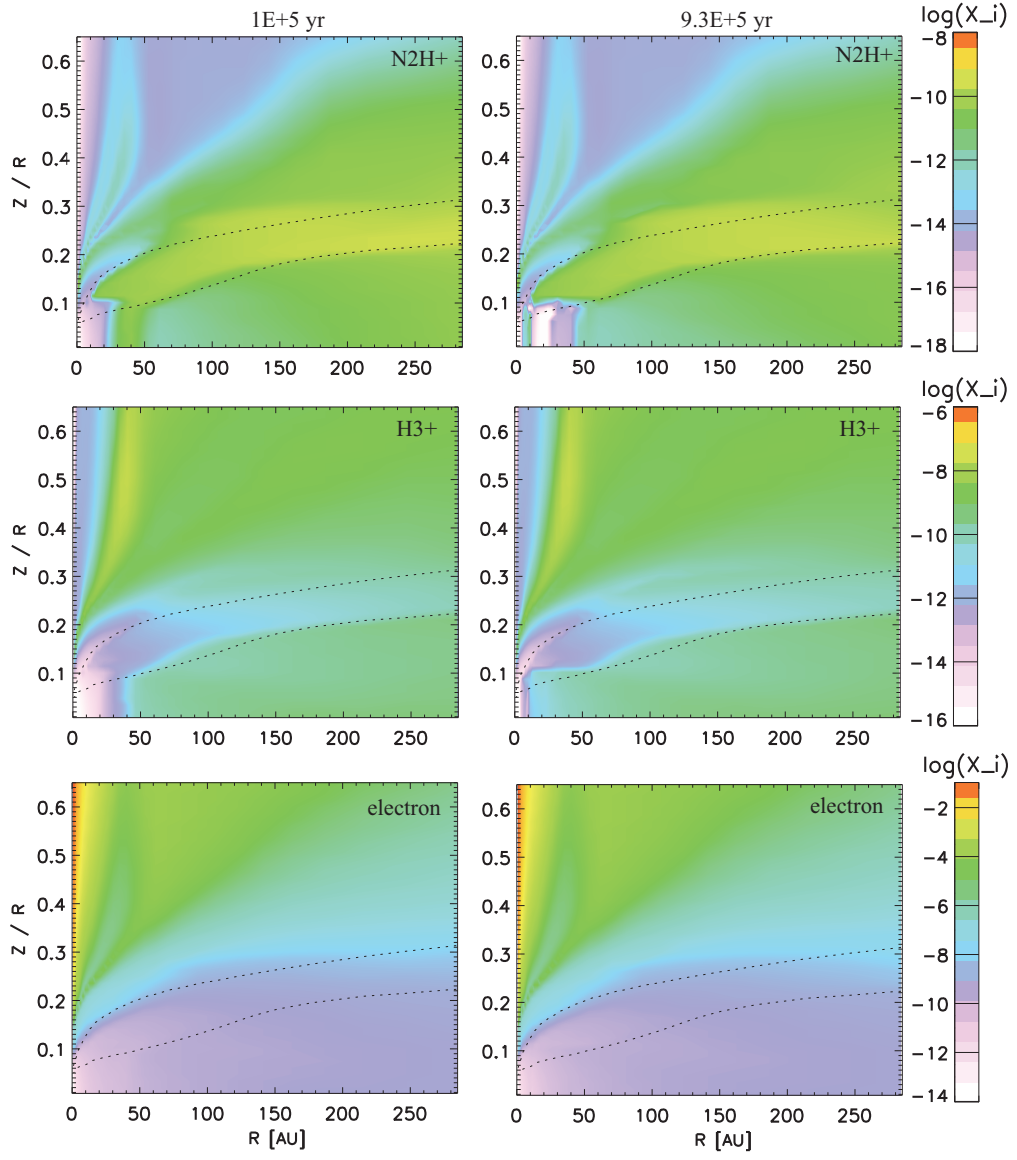 1E+5 yr 9.3E+5 yr log(X_i)
N2H+ N2H+
Z / R
0.6 0.5 0.4 0.3 0.2 0.1
0.6 0.5 0.4 0.3 0.2 0.1
-8 -10 -12 -14 -16 -18
0 50 100 150 200 250
0 50 100 150 200 250
log(X_i)
H3+ H3+
Z / R
0.6 0.5 0.4 0.3 0.2 0.1
0.6 0.5 0.4 0.3 0.2 0.1
-6 -8 -10 -12 -14 -16
0 50 100 150 200 250
0 50 100 150 200 250
log(X_i)
electron electron
Z / R
0.6 0.5 0.4 0.3 0.2 0.1
0.6 0.5 0.4 0.3 0.2 0.1
-2 -4 -6 -8 -10 -12 -14
0 50 100 150 200 250
0 50 100 150 200 250
R [AU] R [AU]